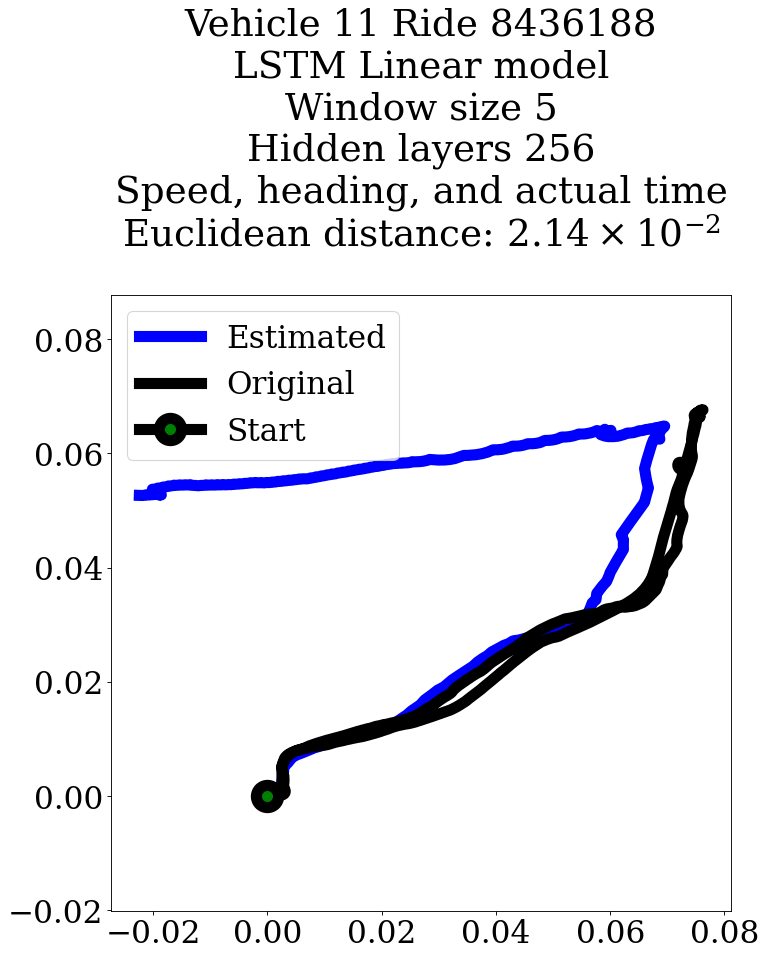 Vehicle 11 Ride 8436188
LSTM Linear model
Window size 5
Hidden layers 256
Speed, heading, and actual time
Euclidean distance: 2.14 × 10⁻²
Estimated
Original
Start
0.08
0.06
0.04
0.02
0.00
−0.02
−0.02 0.00 0.02 0.04 0.06 0.08